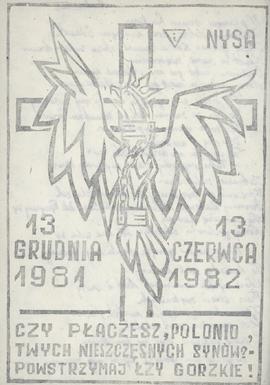 NYSA
13
GRUDNIA
1981
13
CZERWCA
1982
CZY PŁACZESZ, POLONIO,
TWYCH NIESZCZĘSNYCH SYNÓW?-
POWSTRZYMAJ ŁZY GORZKIE!